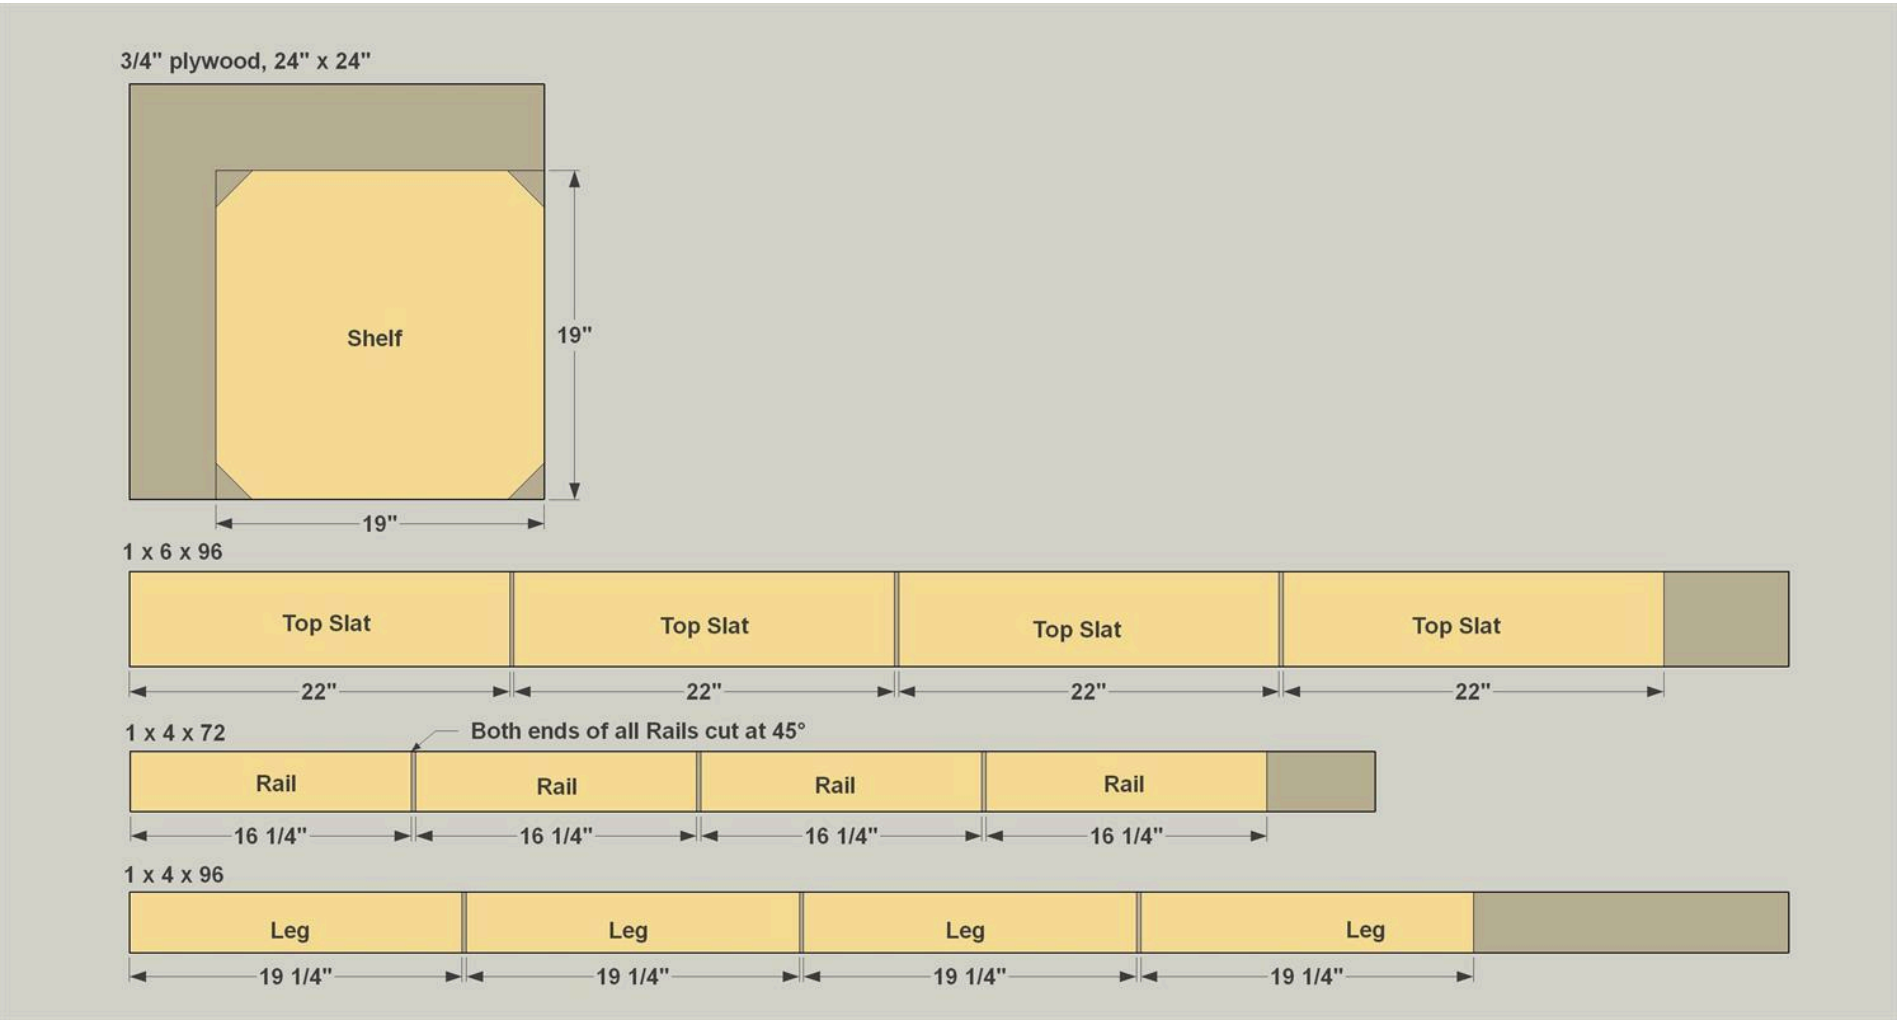 3/4" plywood, 24" x 24"
Shelf
19"
19"
1 x 6 x 96
Top Slat
Top Slat
Top Slat
Top Slat
22"
22"
22"
22"
1 x 4 x 72
Both ends of all Rails cut at 45°
Rail
Rail
Rail
Rail
16 1/4"
16 1/4"
16 1/4"
16 1/4"
1 x 4 x 96
Leg
Leg
Leg
Leg
19 1/4"
19 1/4"
19 1/4"
19 1/4"